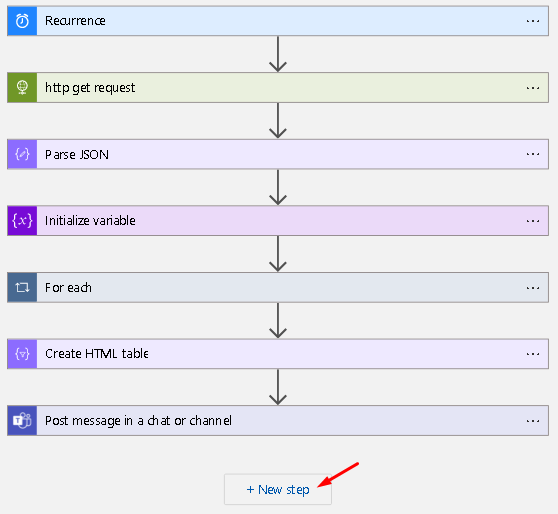 Recurrence
...
http get request
...
{ } Parse JSON
...
{x} Initialize variable
...
For each
...
{ } Create HTML table
...
T Post message in a chat or channel
...
+ New step